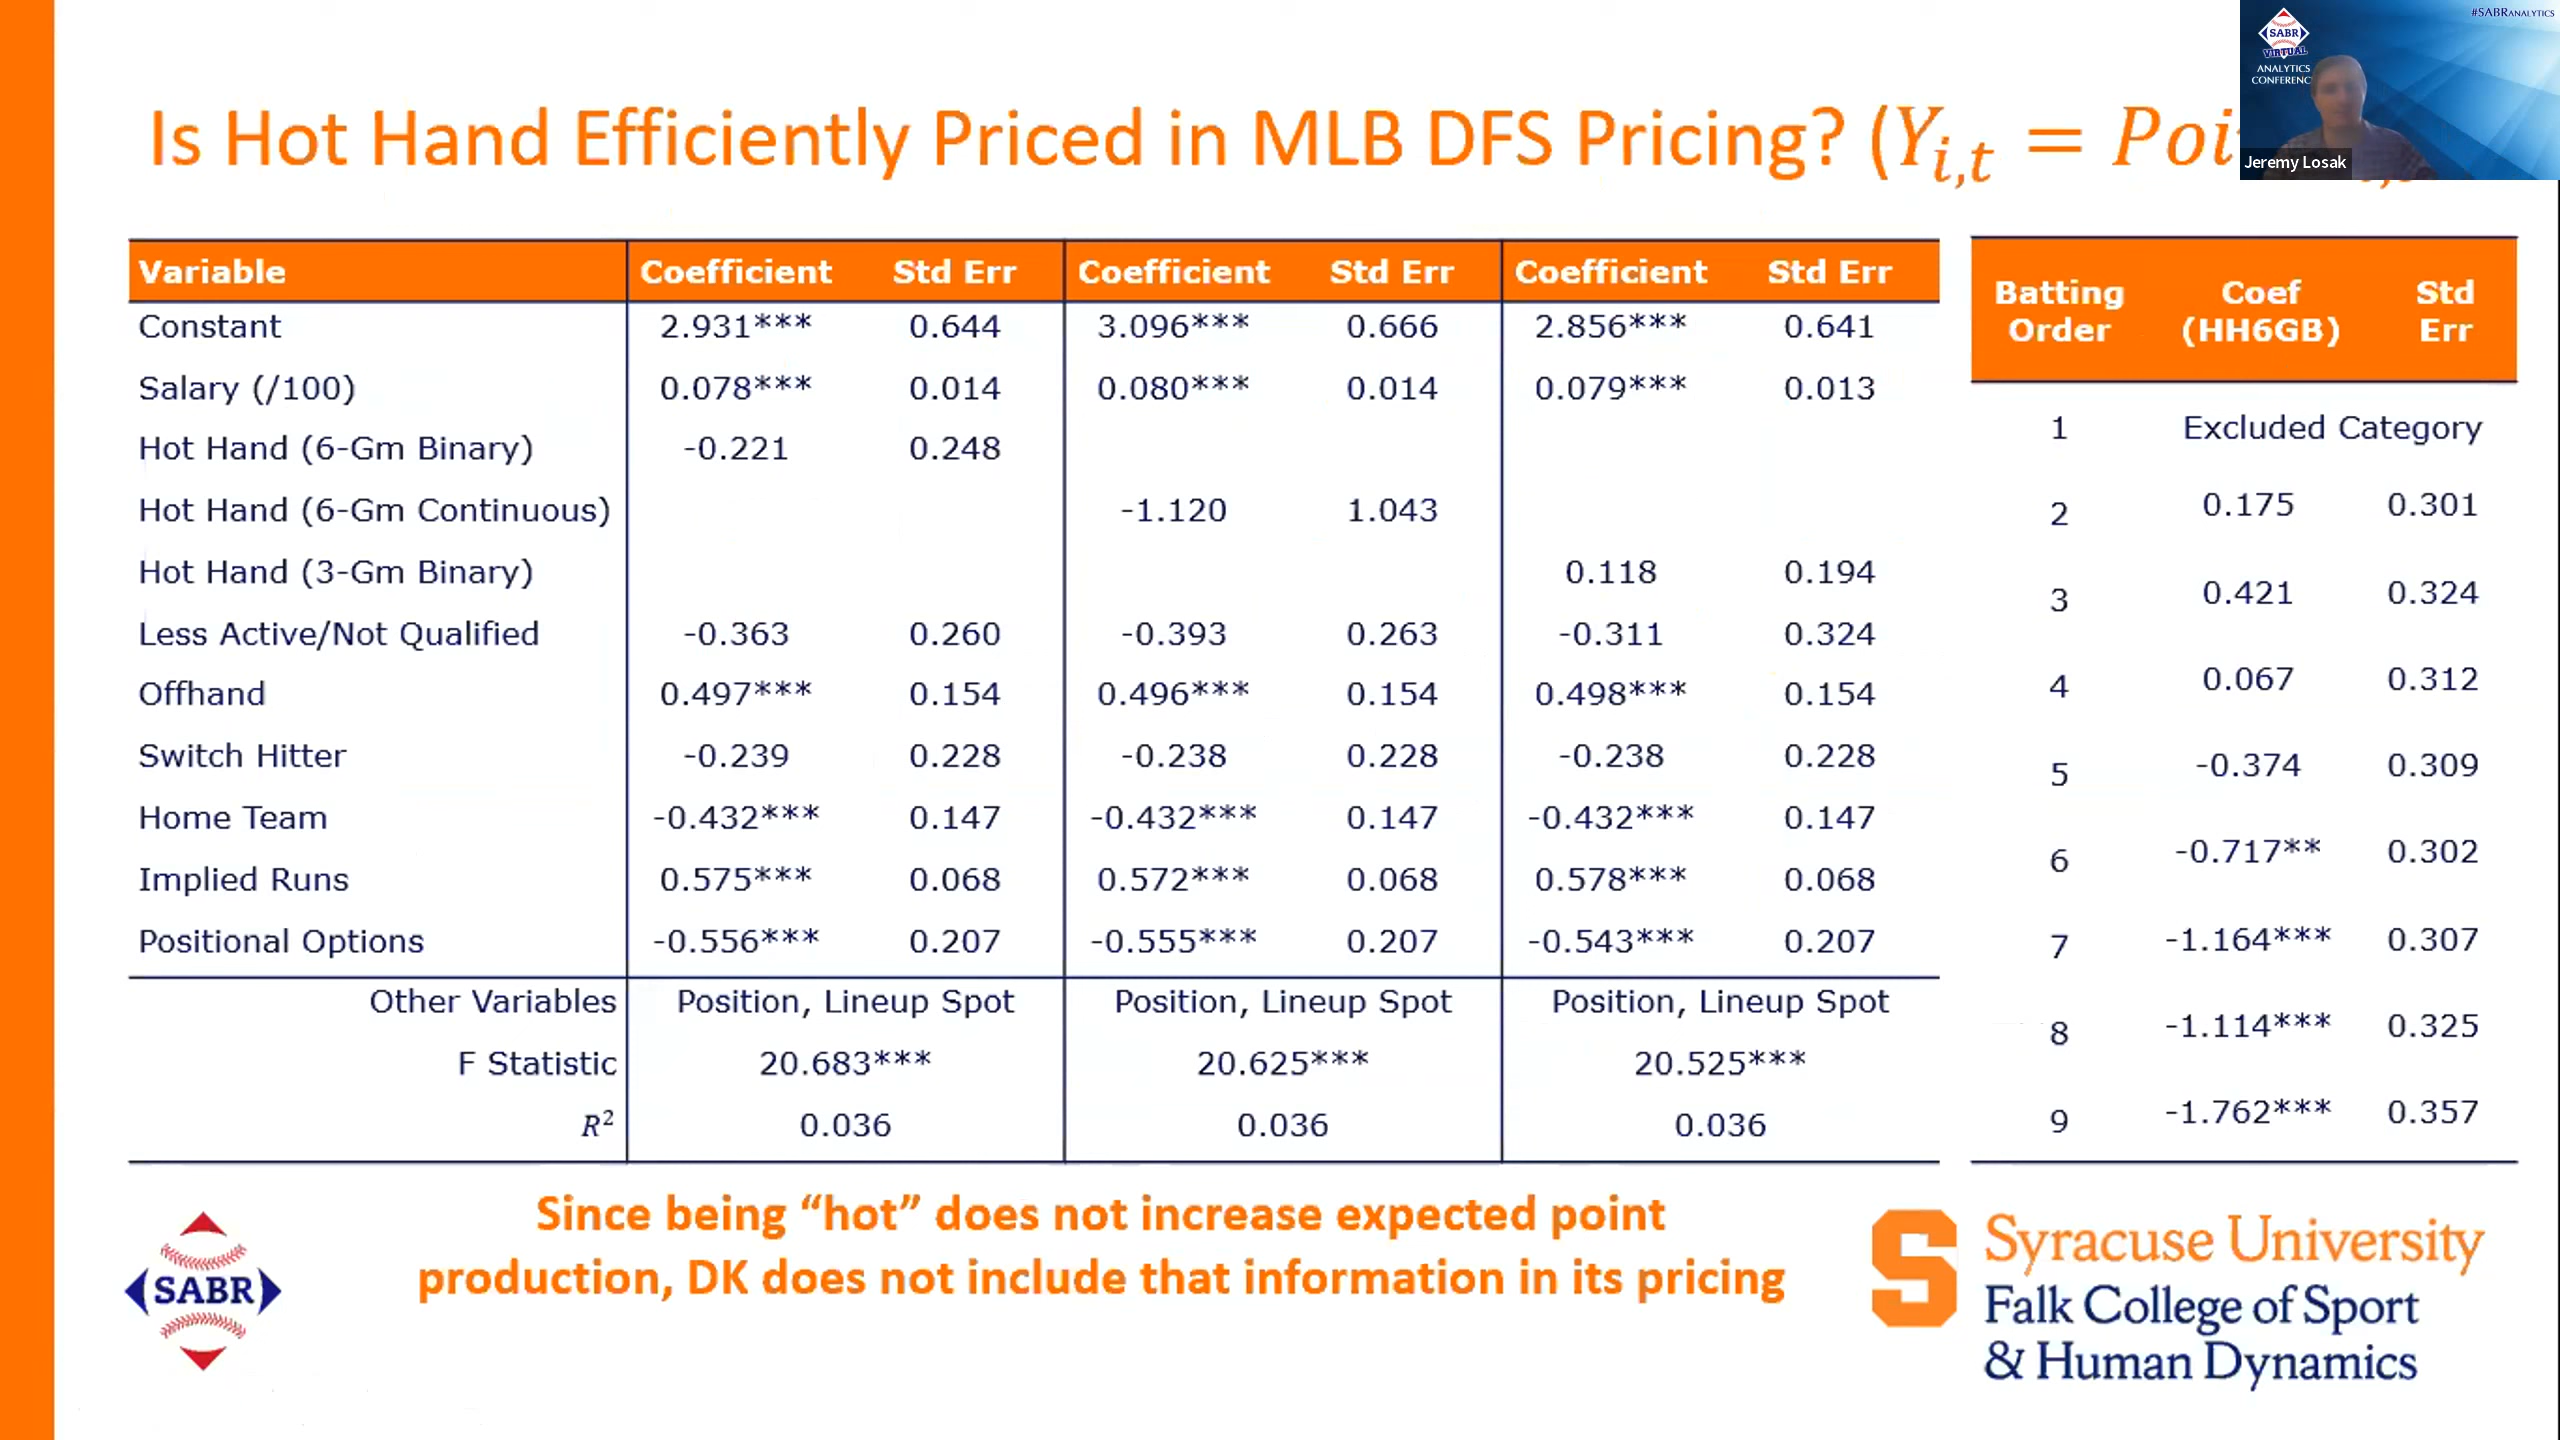 #SABRANALYTICS
SABR
VIRTUAL
ANALYTICS
CONFERENC
Jeremy Losak
Is Hot Hand Efficiently Priced in MLB DFS Pricing? (Y_{i,t} = Poi
Variable Coefficient Std Err Coefficient Std Err Coefficient Std Err
Constant 2.931*** 0.644 3.096*** 0.666 2.856*** 0.641
Salary (/100) 0.078*** 0.014 0.080*** 0.014 0.079*** 0.013
Hot Hand (6-Gm Binary) -0.221 0.248
Hot Hand (6-Gm Continuous) -1.120 1.043
Hot Hand (3-Gm Binary) 0.118 0.194
Less Active/Not Qualified -0.363 0.260 -0.393 0.263 -0.311 0.324
Offhand 0.497*** 0.154 0.496*** 0.154 0.498*** 0.154
Switch Hitter -0.239 0.228 -0.238 0.228 -0.238 0.228
Home Team -0.432*** 0.147 -0.432*** 0.147 -0.432*** 0.147
Implied Runs 0.575*** 0.068 0.572*** 0.068 0.578*** 0.068
Positional Options -0.556*** 0.207 -0.555*** 0.207 -0.543*** 0.207
Other Variables Position, Lineup Spot Position, Lineup Spot Position, Lineup Spot
F Statistic 20.683*** 20.625*** 20.525***
R² 0.036 0.036 0.036
Batting Coef Std
Order (HH6GB) Err
1 Excluded Category
2 0.175 0.301
3 0.421 0.324
4 0.067 0.312
5 -0.374 0.309
6 -0.717** 0.302
7 -1.164*** 0.307
8 -1.114*** 0.325
9 -1.762*** 0.357
Since being “hot” does not increase expected point
production, DK does not include that information in its pricing
SABR
S
Syracuse University
Falk College of Sport
& Human Dynamics